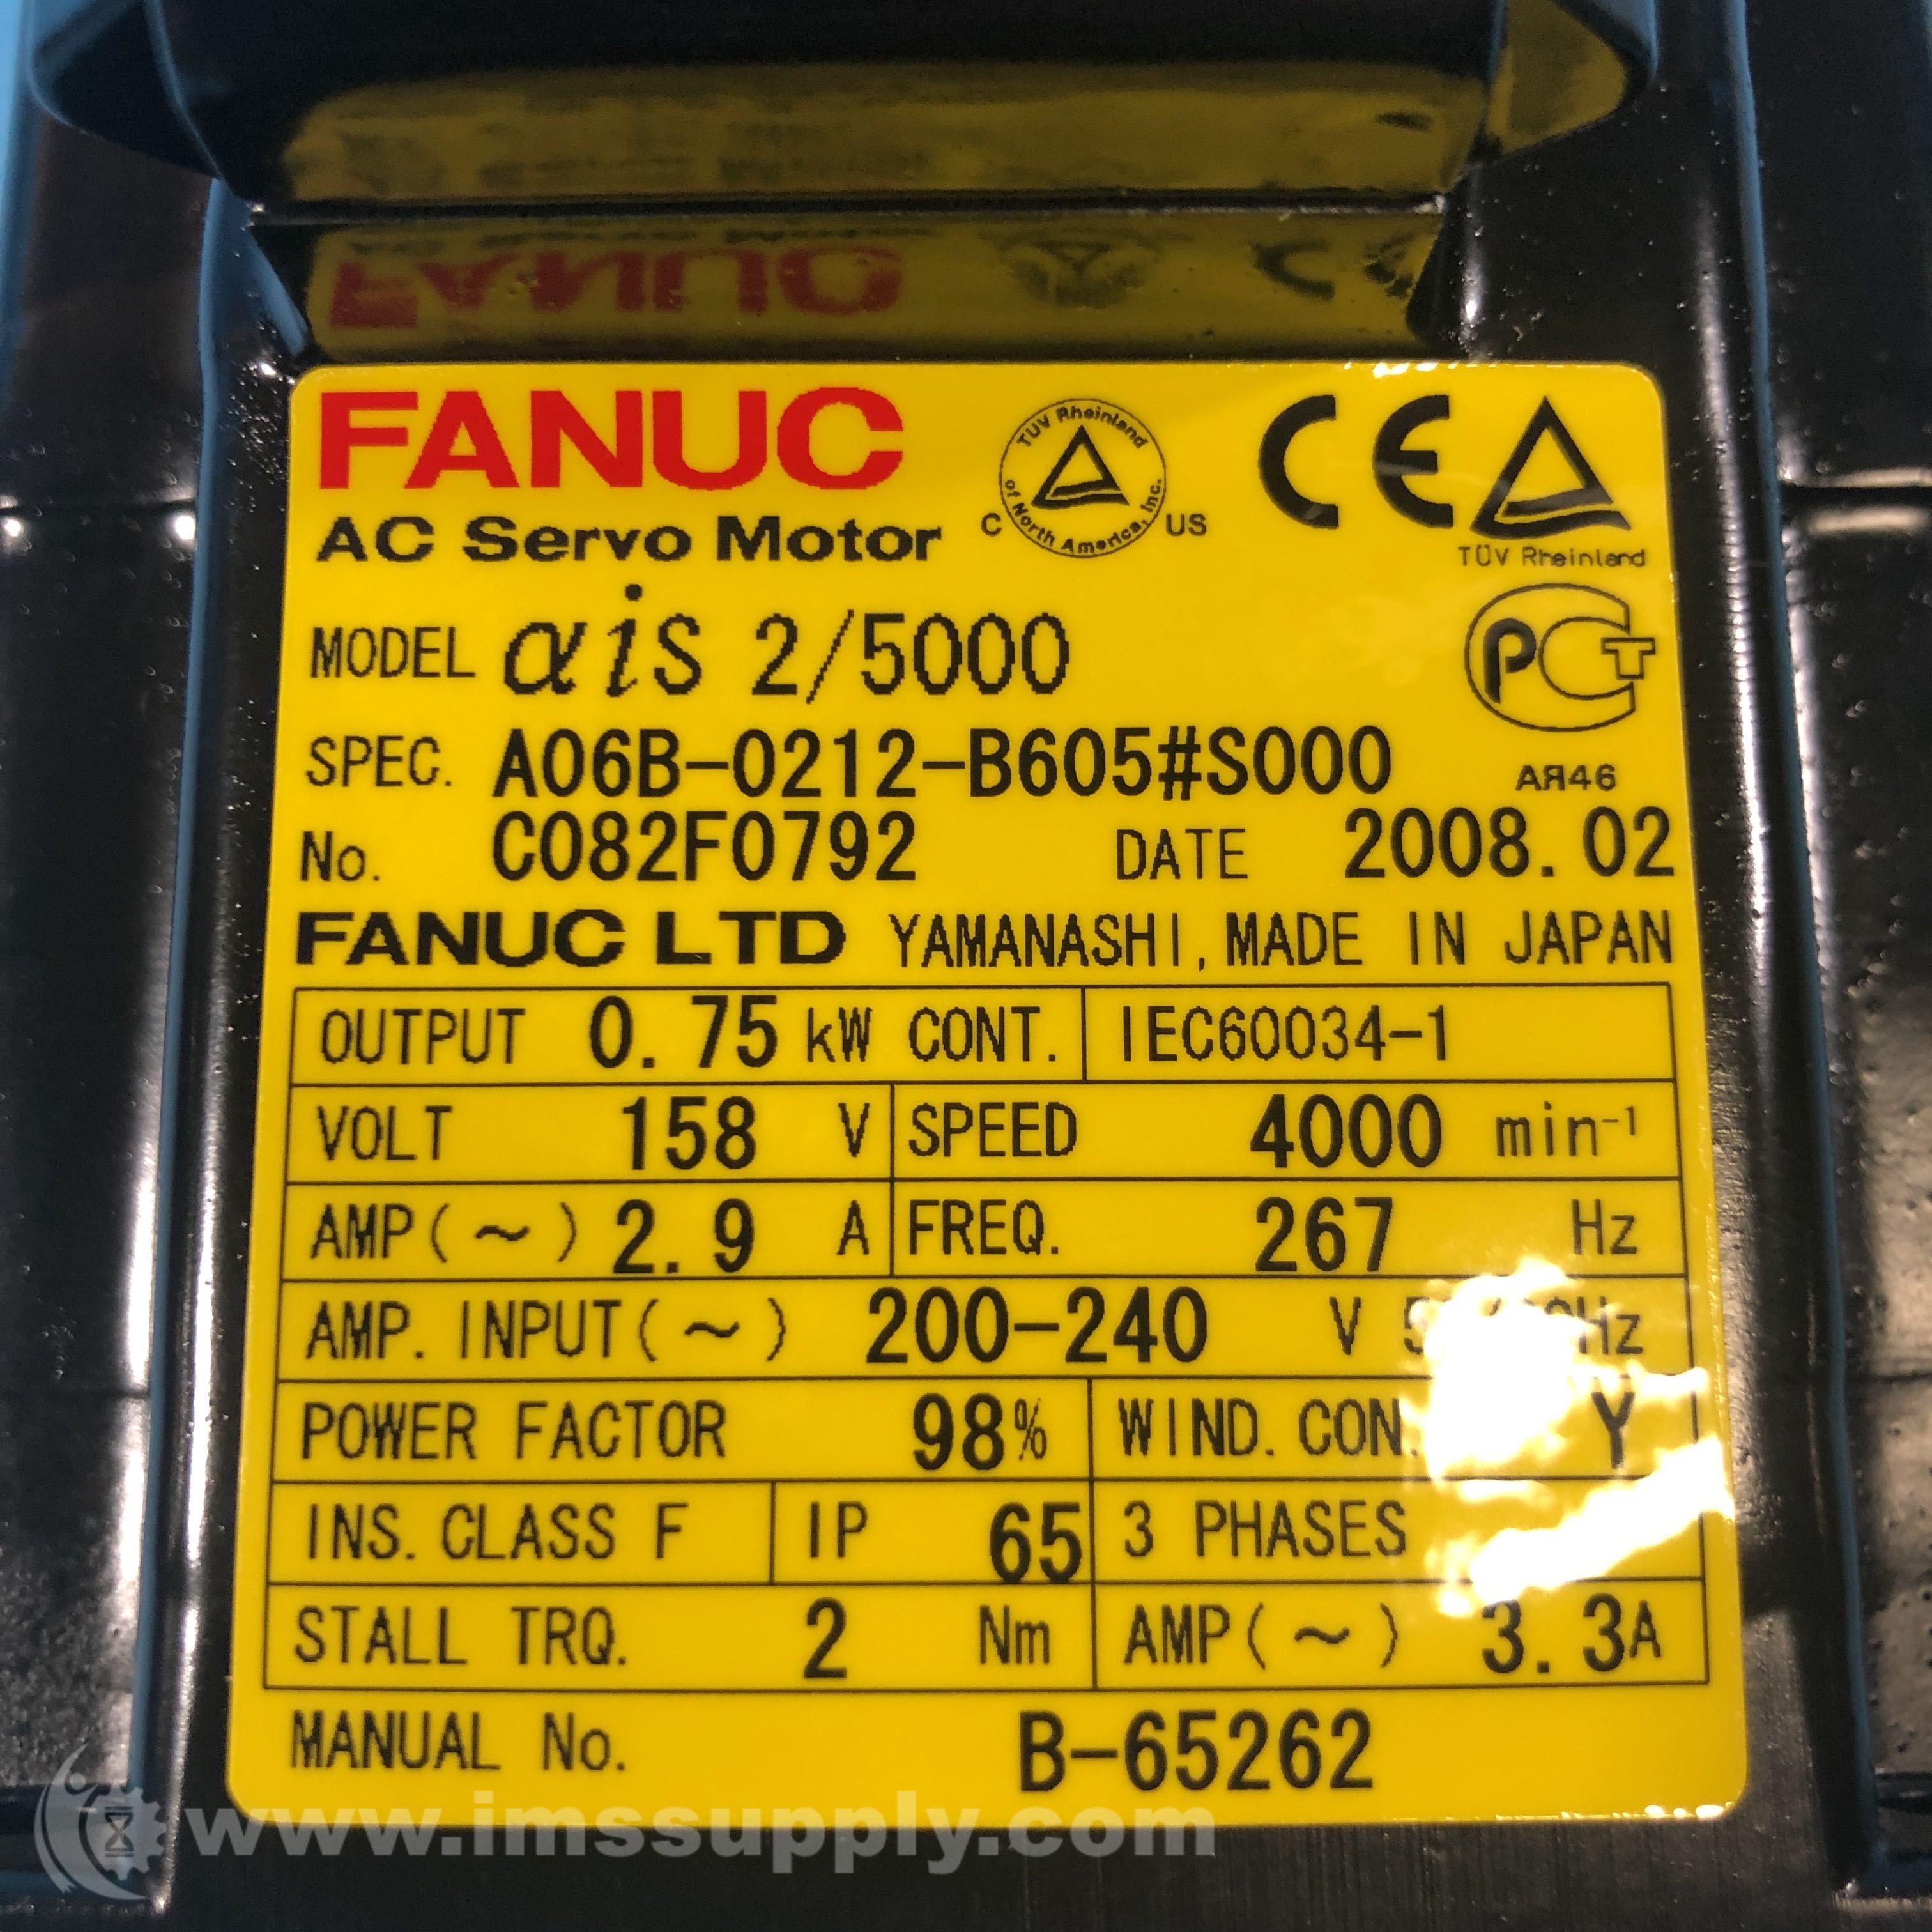 FANUC
AC Servo Motor
TÜV Rheinland
of North America, Inc.
C US
CE
TÜV Rheinland
MODEL αiS 2/5000
PCT
SPEC. A06B-0212-B605#S000
AЯ46
No. C082F0792 DATE 2008.02
FANUC LTD YAMANASHI, MADE IN JAPAN
OUTPUT 0.75 kW CONT. IEC60034-1
VOLT 158 V SPEED 4000 min⁻¹
AMP(～) 2.9 A FREQ. 267 Hz
AMP. INPUT(～) 200-240 V
POWER FACTOR 98% WIND. CON. Y
INS. CLASS F IP 65 3 PHASES
STALL TRQ. 2 Nm AMP(～) 3.3A
MANUAL No. B-65262
www.imssupply.com